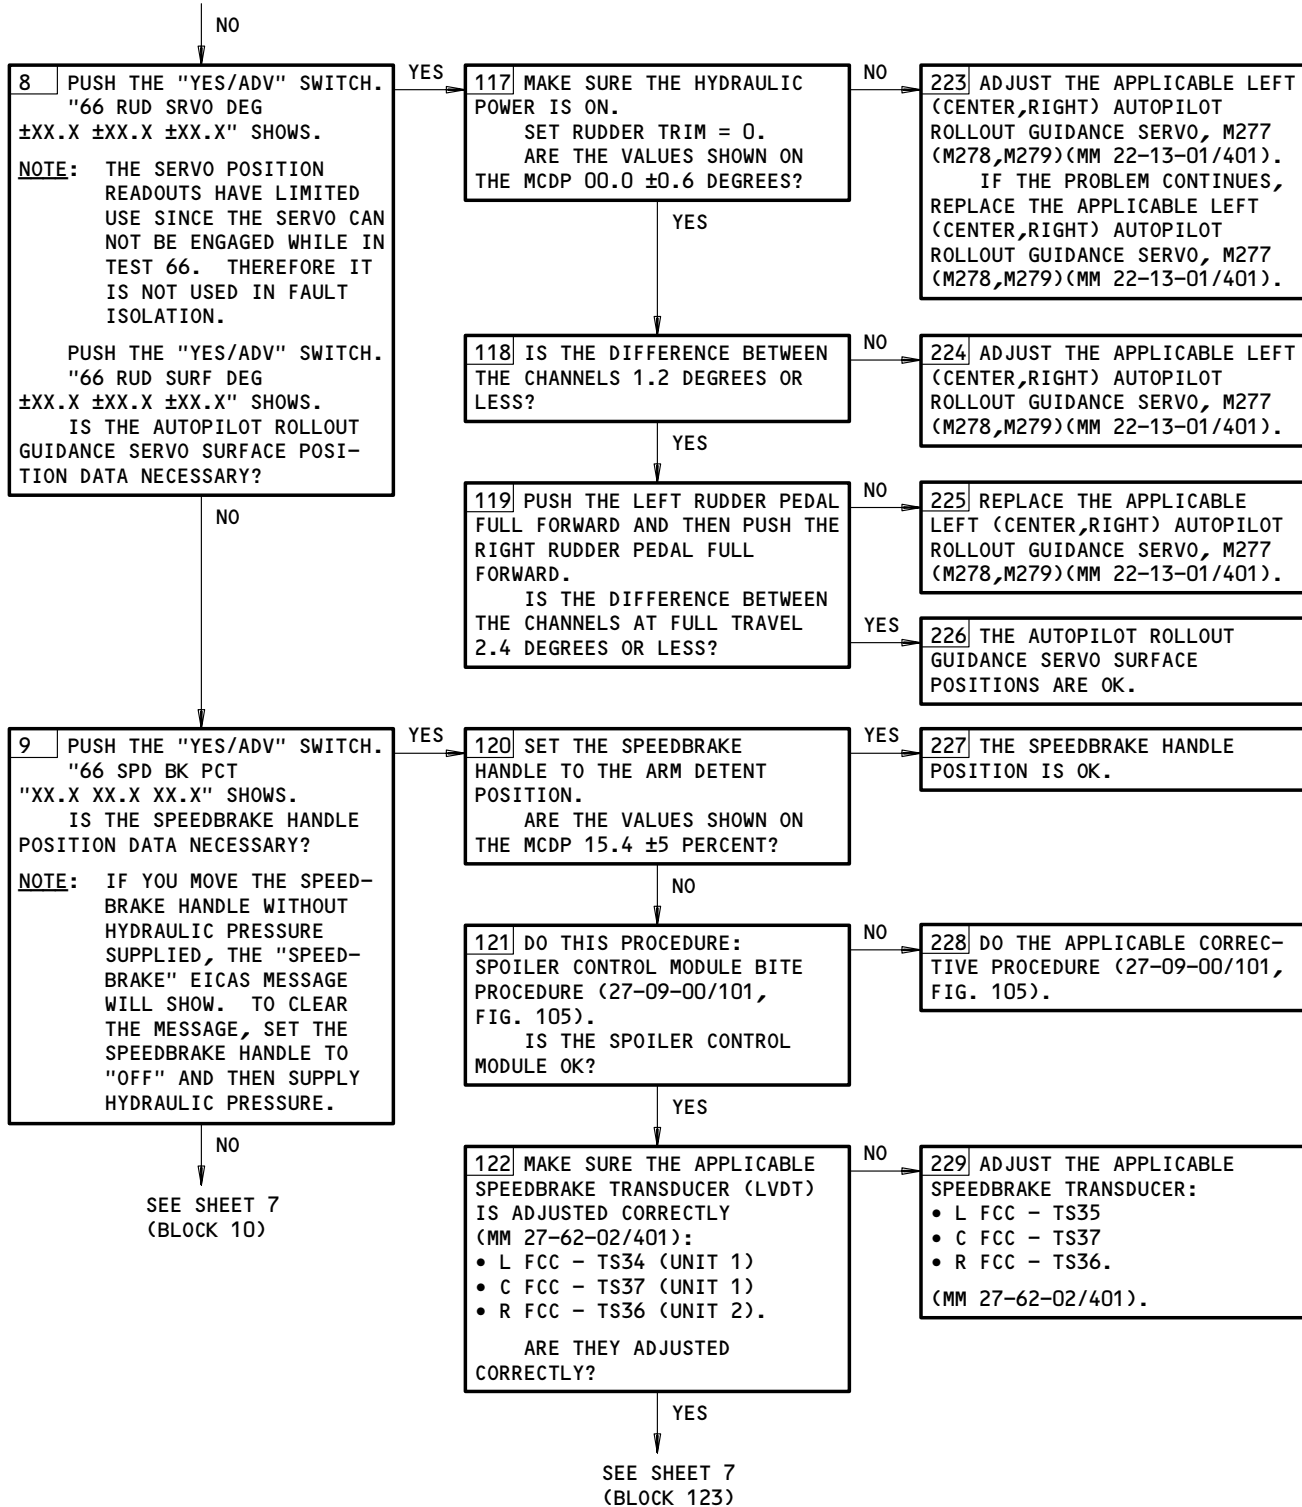 NO
8 PUSH THE "YES/ADV" SWITCH.
"66 RUD SRVO DEG
±XX.X ±XX.X ±XX.X" SHOWS.
NOTE: THE SERVO POSITION
READOUTS HAVE LIMITED
USE SINCE THE SERVO CAN
NOT BE ENGAGED WHILE IN
TEST 66. THEREFORE IT
IS NOT USED IN FAULT
ISOLATION.
PUSH THE "YES/ADV" SWITCH.
"66 RUD SURF DEG
±XX.X ±XX.X ±XX.X" SHOWS.
IS THE AUTOPILOT ROLLOUT
GUIDANCE SERVO SURFACE POSI-
TION DATA NECESSARY?
YES
117 MAKE SURE THE HYDRAULIC
POWER IS ON.
SET RUDDER TRIM = 0.
ARE THE VALUES SHOWN ON
THE MCDP 00.0 ±0.6 DEGREES?
NO
223 ADJUST THE APPLICABLE LEFT
(CENTER,RIGHT) AUTOPILOT
ROLLOUT GUIDANCE SERVO, M277
(M278,M279)(MM 22-13-01/401).
IF THE PROBLEM CONTINUES,
REPLACE THE APPLICABLE LEFT
(CENTER,RIGHT) AUTOPILOT
ROLLOUT GUIDANCE SERVO, M277
(M278,M279)(MM 22-13-01/401).
YES
118 IS THE DIFFERENCE BETWEEN
THE CHANNELS 1.2 DEGREES OR
LESS?
NO
224 ADJUST THE APPLICABLE LEFT
(CENTER,RIGHT) AUTOPILOT
ROLLOUT GUIDANCE SERVO, M277
(M278,M279)(MM 22-13-01/401).
YES
119 PUSH THE LEFT RUDDER PEDAL
FULL FORWARD AND THEN PUSH THE
RIGHT RUDDER PEDAL FULL
FORWARD.
IS THE DIFFERENCE BETWEEN
THE CHANNELS AT FULL TRAVEL
2.4 DEGREES OR LESS?
NO
225 REPLACE THE APPLICABLE
LEFT (CENTER,RIGHT) AUTOPILOT
ROLLOUT GUIDANCE SERVO, M277
(M278,M279)(MM 22-13-01/401).
YES
226 THE AUTOPILOT ROLLOUT
GUIDANCE SERVO SURFACE
POSITIONS ARE OK.
NO
9 PUSH THE "YES/ADV" SWITCH.
"66 SPD BK PCT
"XX.X XX.X XX.X" SHOWS.
IS THE SPEEDBRAKE HANDLE
POSITION DATA NECESSARY?
NOTE: IF YOU MOVE THE SPEED-
BRAKE HANDLE WITHOUT
HYDRAULIC PRESSURE
SUPPLIED, THE "SPEED-
BRAKE" EICAS MESSAGE
WILL SHOW. TO CLEAR
THE MESSAGE, SET THE
SPEEDBRAKE HANDLE TO
"OFF" AND THEN SUPPLY
HYDRAULIC PRESSURE.
YES
120 SET THE SPEEDBRAKE
HANDLE TO THE ARM DETENT
POSITION.
ARE THE VALUES SHOWN ON
THE MCDP 15.4 ±5 PERCENT?
YES
227 THE SPEEDBRAKE HANDLE
POSITION IS OK.
NO
121 DO THIS PROCEDURE:
SPOILER CONTROL MODULE BITE
PROCEDURE (27-09-00/101,
FIG. 105).
IS THE SPOILER CONTROL
MODULE OK?
NO
228 DO THE APPLICABLE CORREC-
TIVE PROCEDURE (27-09-00/101,
FIG. 105).
YES
122 MAKE SURE THE APPLICABLE
SPEEDBRAKE TRANSDUCER (LVDT)
IS ADJUSTED CORRECTLY
(MM 27-62-02/401):
• L FCC - TS34 (UNIT 1)
• C FCC - TS37 (UNIT 1)
• R FCC - TS36 (UNIT 2).
ARE THEY ADJUSTED
CORRECTLY?
NO
229 ADJUST THE APPLICABLE
SPEEDBRAKE TRANSDUCER:
• L FCC - TS35
• C FCC - TS37
• R FCC - TS36.
(MM 27-62-02/401).
NO
SEE SHEET 7
(BLOCK 10)
YES
SEE SHEET 7
(BLOCK 123)